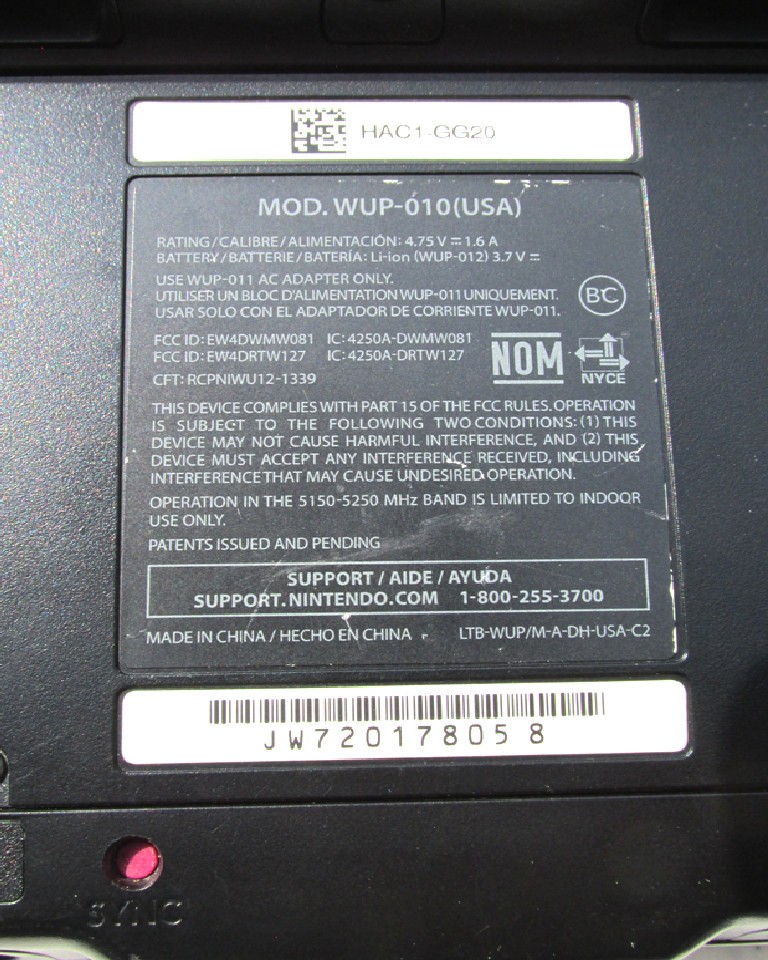 HAC1-GG20
MOD. WUP-010(USA)
RATING/CALIBRE/ALIMENTACIÓN: 4.75 V ⎓ 1.6 A
BATTERY/BATTERIE/BATERÍA: Li-ion (WUP-012) 3.7 V ⎓
USE WUP-011 AC ADAPTER ONLY.
UTILISER UN BLOC D'ALIMENTATION WUP-011 UNIQUEMENT.
USAR SOLO CON EL ADAPTADOR DE CORRIENTE WUP-011.
BC
FCC ID: EW4DWMW081 IC: 4250A-DWMW081
FCC ID: EW4DRTW127 IC: 4250A-DRTW127
CFT: RCPNIWU12-1339
NOM
NYCE
THIS DEVICE COMPLIES WITH PART 15 OF THE FCC RULES. OPERATION
IS SUBJECT TO THE FOLLOWING TWO CONDITIONS: (1) THIS
DEVICE MAY NOT CAUSE HARMFUL INTERFERENCE, AND (2) THIS
DEVICE MUST ACCEPT ANY INTERFERENCE RECEIVED, INCLUDING
INTERFERENCE THAT MAY CAUSE UNDESIRED OPERATION.
OPERATION IN THE 5150-5250 MHz BAND IS LIMITED TO INDOOR
USE ONLY.
PATENTS ISSUED AND PENDING
SUPPORT / AIDE / AYUDA
SUPPORT.NINTENDO.COM 1-800-255-3700
MADE IN CHINA / HECHO EN CHINA LTB-WUP/M-A-DH-USA-C2
JW72017805 8
SYNC